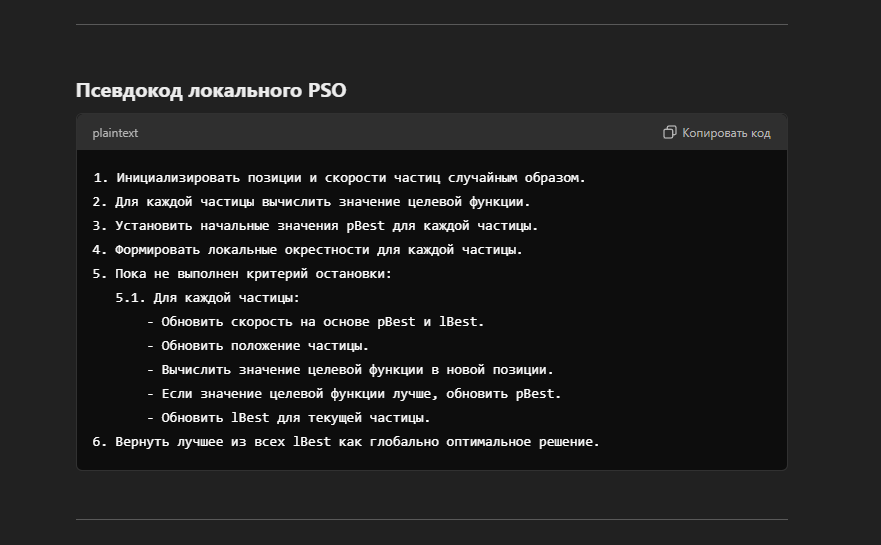 Псевдокод локального PSO
plaintext
Копировать код
1. Инициализировать позиции и скорости частиц случайным образом.
2. Для каждой частицы вычислить значение целевой функции.
3. Установить начальные значения pBest для каждой частицы.
4. Формировать локальные окрестности для каждой частицы.
5. Пока не выполнен критерий остановки:
5.1. Для каждой частицы:
- Обновить скорость на основе pBest и lBest.
- Обновить положение частицы.
- Вычислить значение целевой функции в новой позиции.
- Если значение целевой функции лучше, обновить pBest.
- Обновить lBest для текущей частицы.
6. Вернуть лучшее из всех lBest как глобально оптимальное решение.